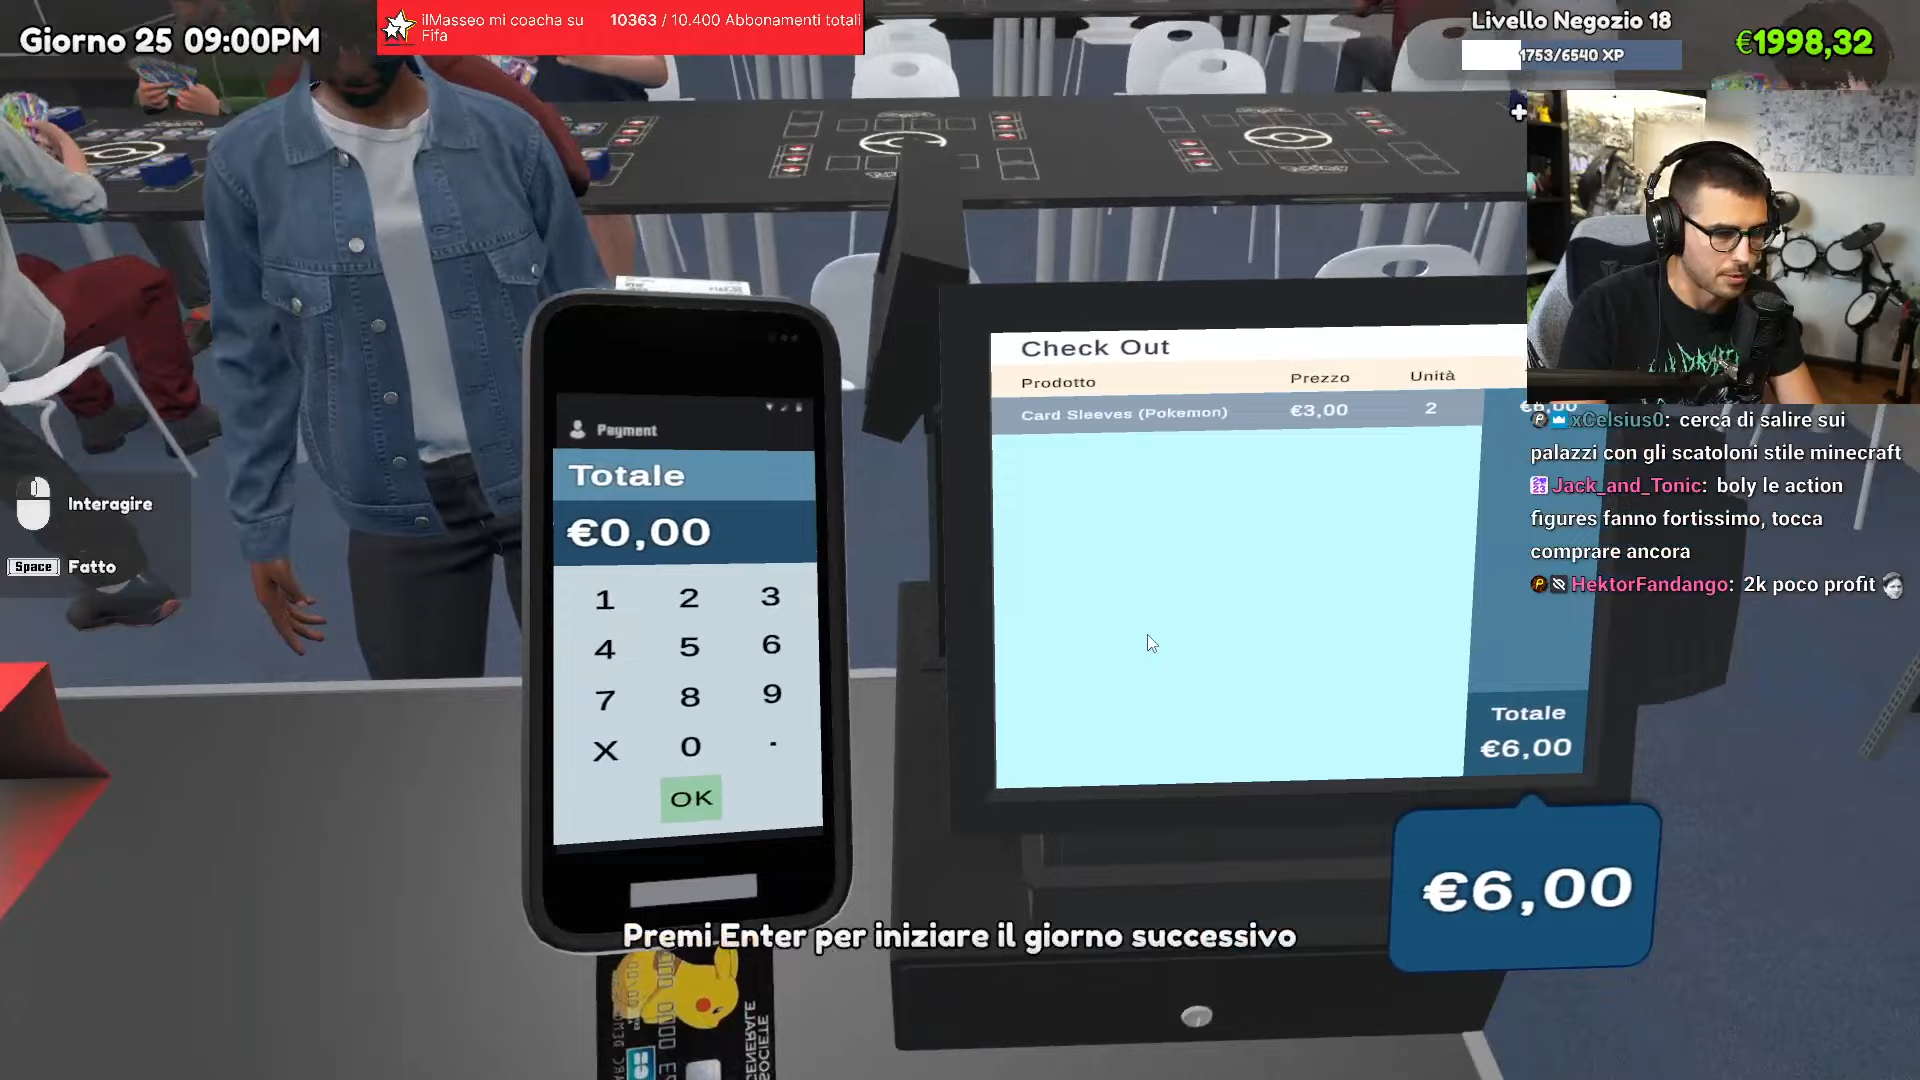 Giorno 25 09:00PM
ilMasseo mi coacha su Fifa
10363 / 10.400 Abbonamenti totali
Livello Negozio 18
1753/6540 XP
€1998,32
Interagire
Space Fatto
Payment
Totale
€0,00
1 2 3
4 5 6
7 8 9
X 0 .
OK
Check Out
Prodotto Prezzo Unità
Card Sleeves (Pokemon) €3,00 2 €6,00
Totale
€6,00
€6,00
xCelsius0: cerca di salire sui
palazzi con gli scatoloni stile minecraft
Jack_and_Tonic: boly le action
figures fanno fortissimo, tocca
comprare ancora
HektorFandango: 2k poco profit
Premi Enter per iniziare il giorno successivo
SOCIETE
GENERALE